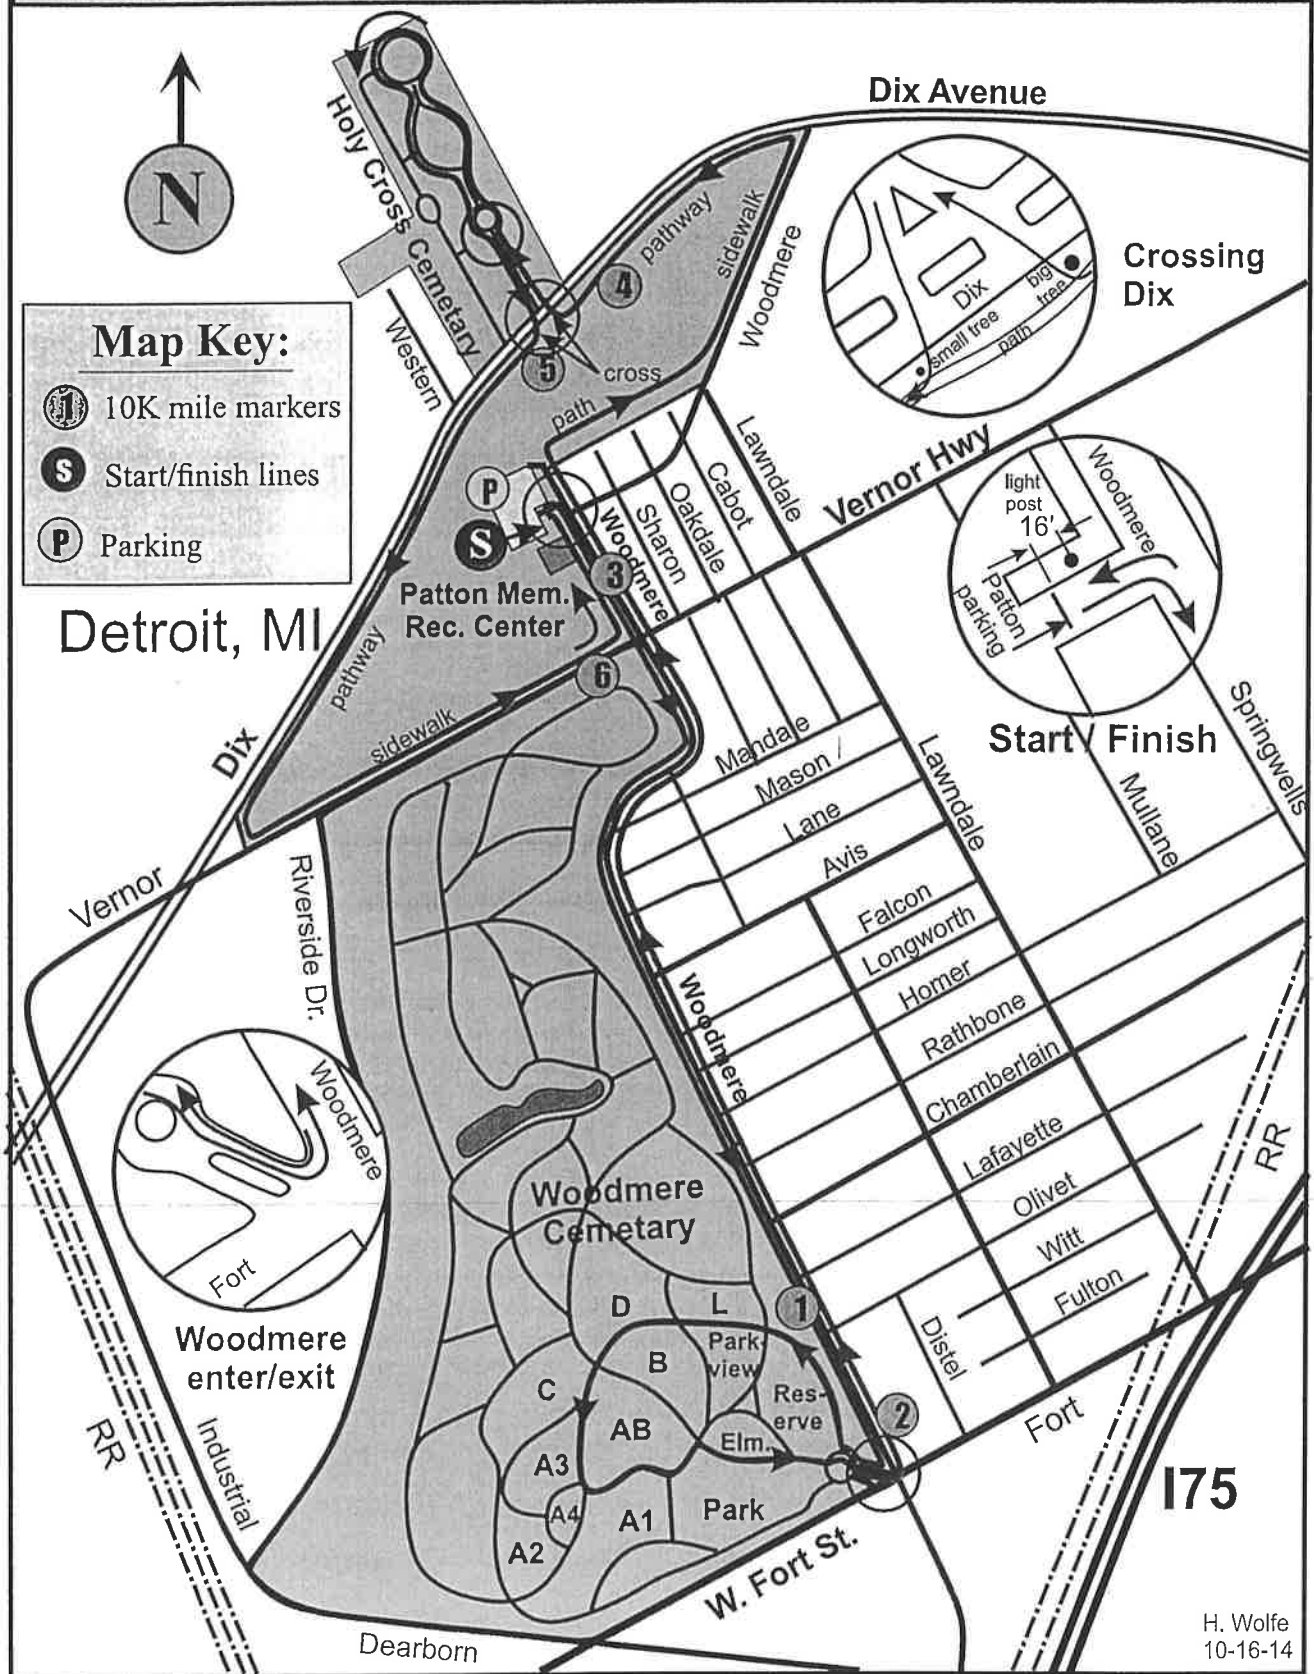 Dix Avenue
Holy Cross Cemetary
N
pathway
sidewalk
Woodmere
4
Crossing
Dix
Dix
big
tree
small tree
path
Map Key:
1 10K mile markers
S Start/finish lines
P Parking
Western
5
cross
path
Lawndale
Vernor Hwy
Cabot
Oakdale
Sharon
Woodmere
P
S
3
Patton Mem.
Rec. Center
Detroit, MI
light
post
16'
Woodmere
Patton
parking
Start / Finish
Springwells
Mullane
pathway
6
sidewalk
Dix
Mandale
Mason /
Lane
Avis
Lawndale
Vernor
Riverside Dr.
Falcon
Longworth
Homer
Rathbone
Chamberlain
Lafayette
Olivet
Witt
Fulton
Woodmere
Woodmere
Fort
Woodmere
enter/exit
Woodmere
Cemetary
RR
D
L
1
Park-
view
B
C
Res-
erve
AB
Elm.
2
Distel
Fort
A3
A4
A1
A2
Park
I75
RR
Industrial
W. Fort St.
Dearborn
H. Wolfe
10-16-14